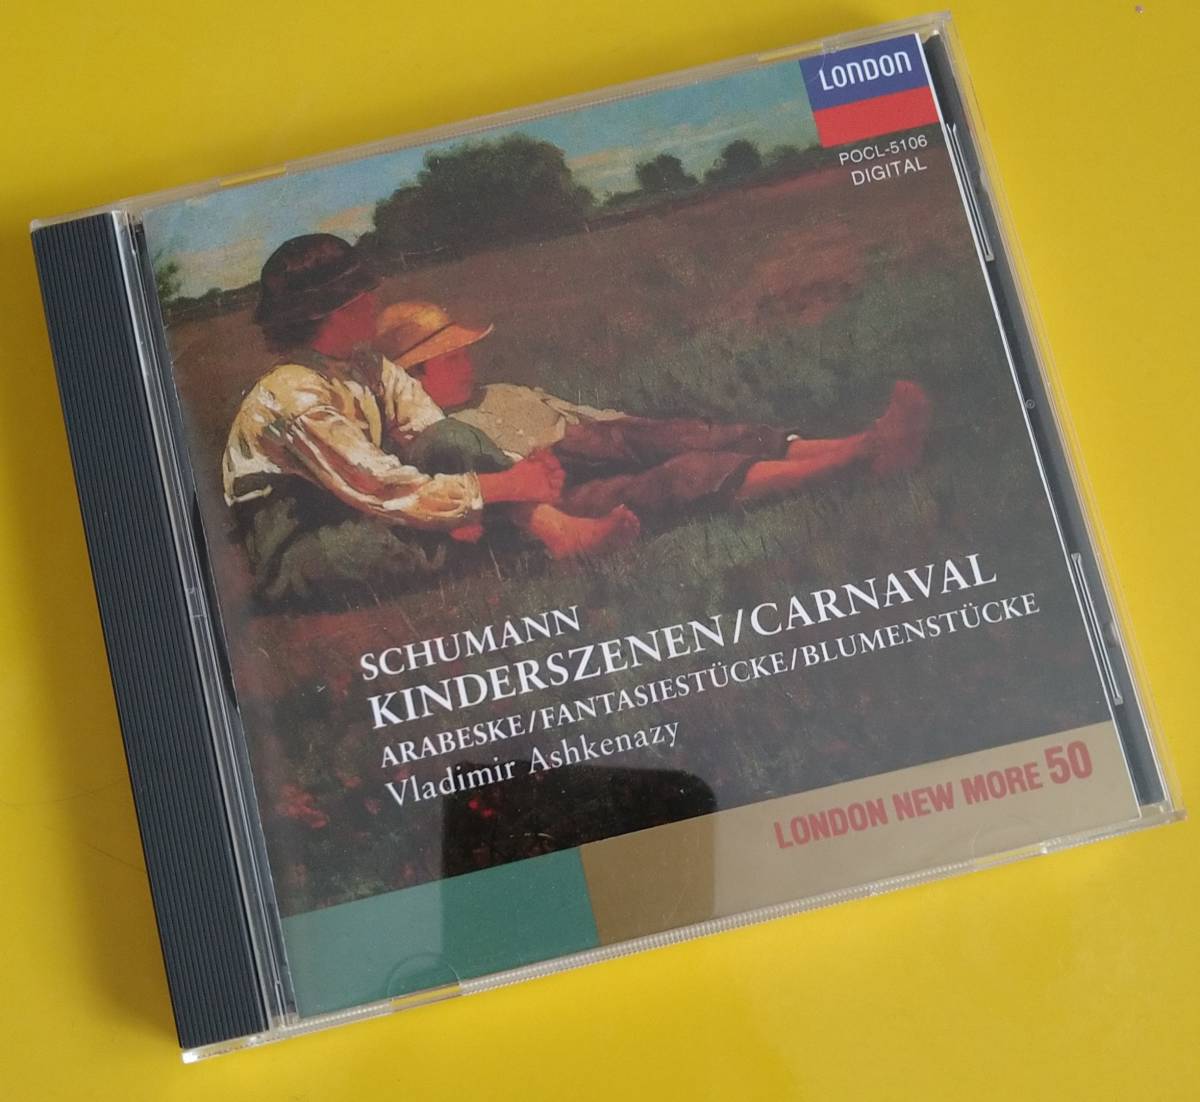 LONDON
POCL-5106
DIGITAL
SCHUMANN
KINDERSZENEN/CARNAVAL
ARABESKE/FANTASIESTÜCKE/BLUMENSTÜCKE
Vladimir Ashkenazy
LONDON NEW MORE 50